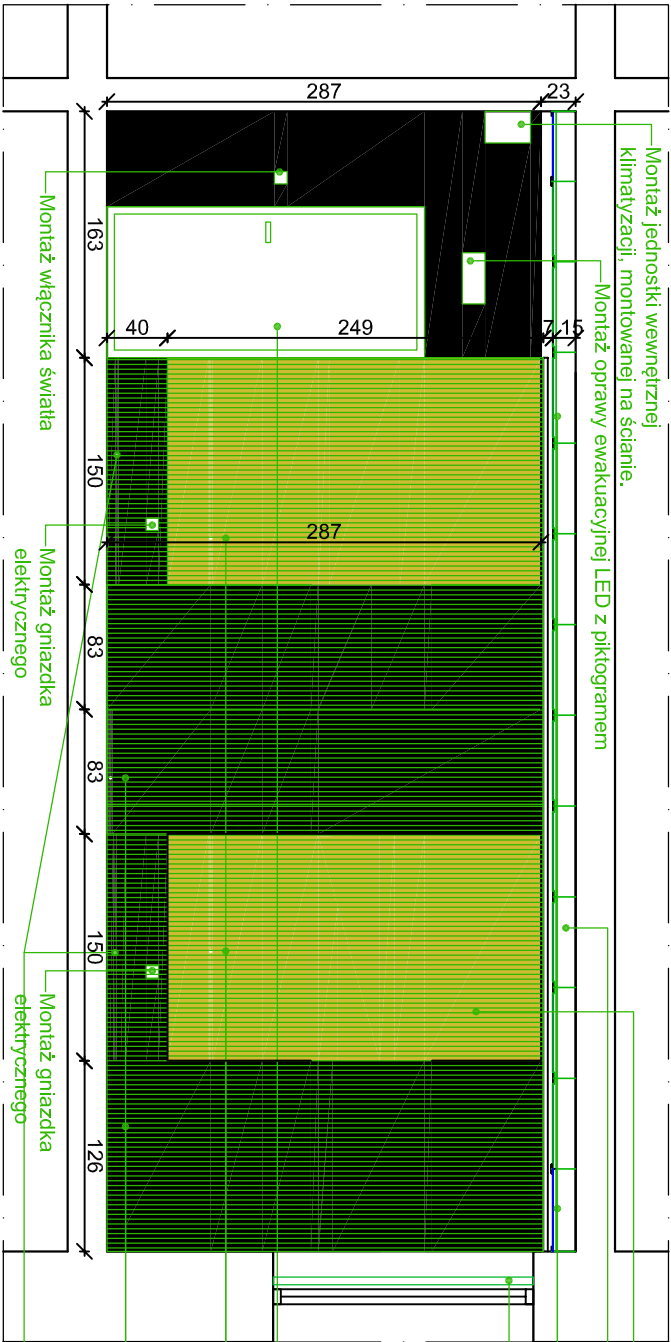 Montaż jednostki wewnętrznej
klimatyzacji, montowanej na ścianie.
Montaż oprawy ewakuacyjnej LED z piktogramem
287
23
40
249
7
15
287
163
150
83
83
150
126
Montaż włącznika światła
Montaż gniazdka
elektrycznego
Montaż gniazdka
elektrycznego